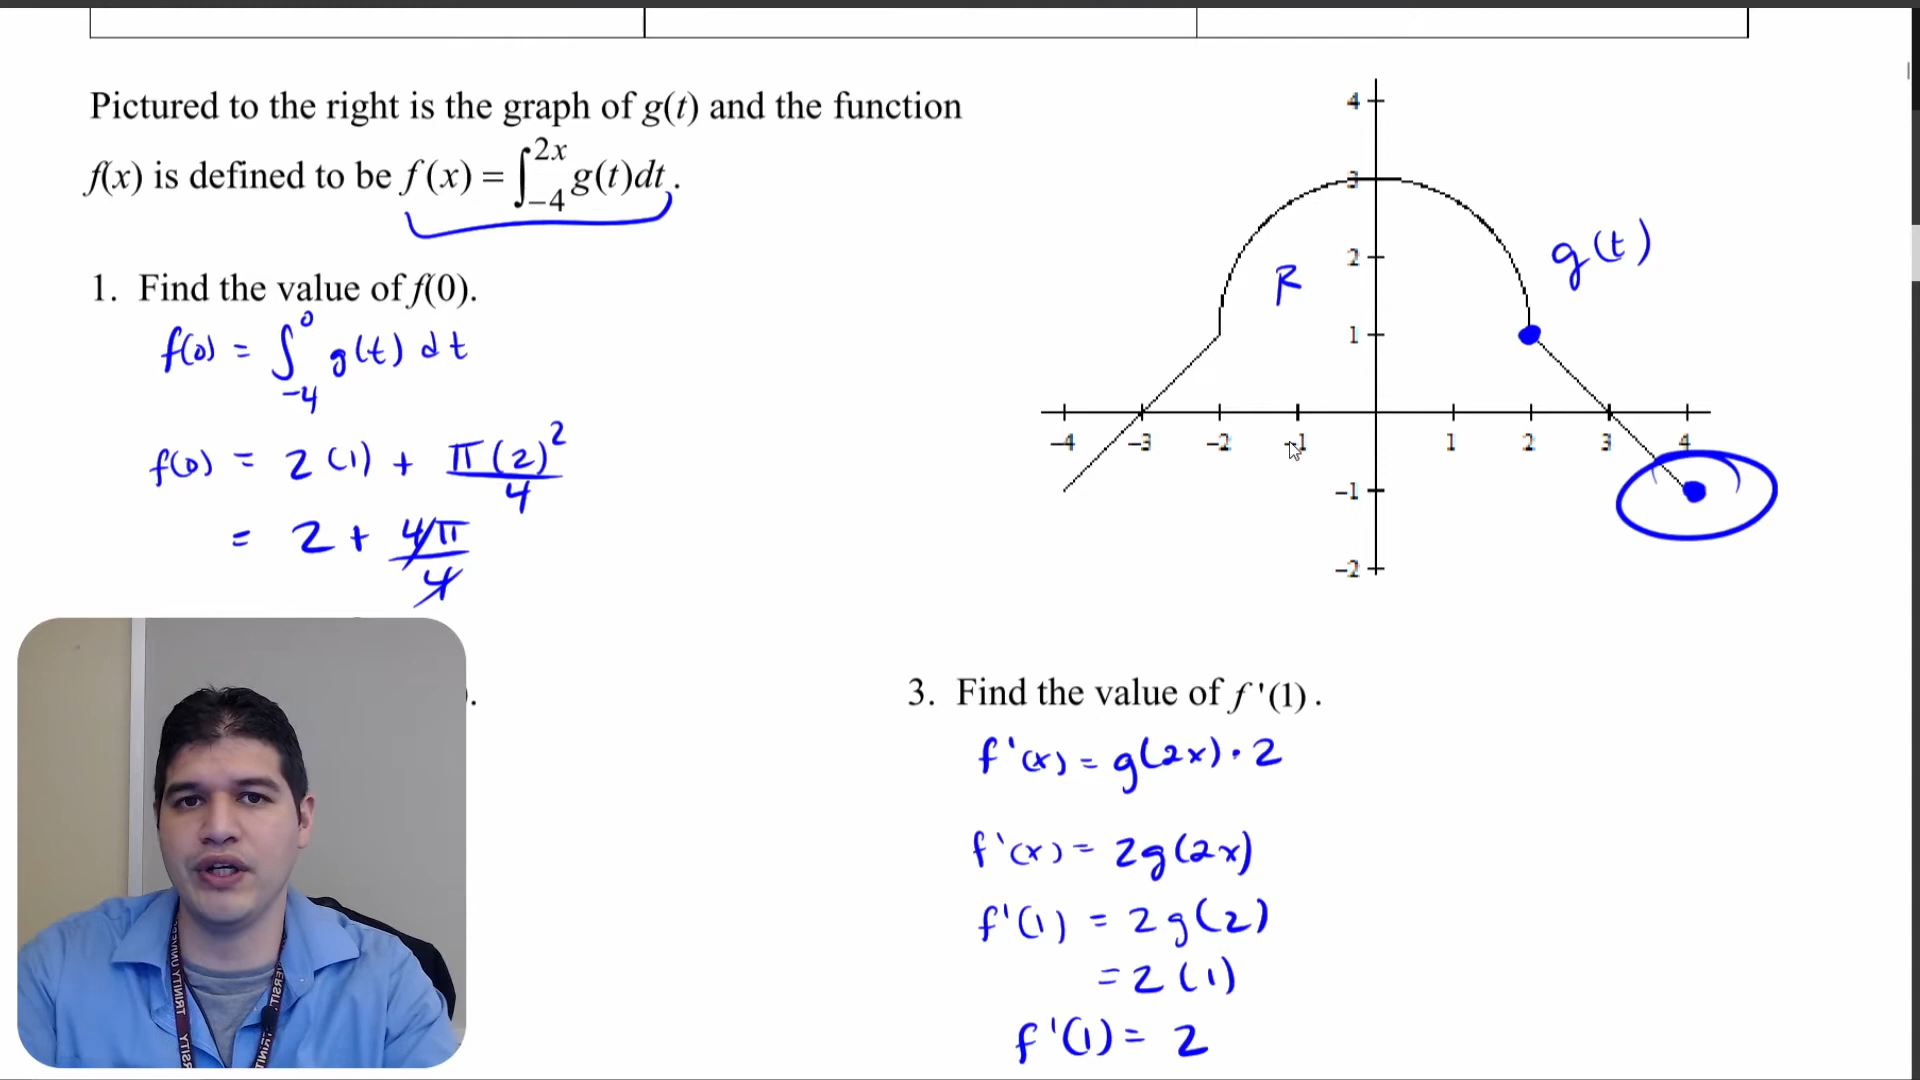 Pictured to the right is the graph of g(t) and the function
f(x) is defined to be f(x) = ∫_{-4}^{2x} g(t)dt.
1. Find the value of f(0).
f(0) = ∫_{-4}^{0} g(t) dt
f(0) = 2(1) + π(2)²/4
= 2 + 4π/4
4
3
2
1
-1
-2
-4 -3 -2 -1 1 2 3 4
R
g(t)
3. Find the value of f'(1).
f'(x) = g(2x)·2
f'(x) = 2g(2x)
f'(1) = 2g(2)
= 2(1)
f'(1) = 2
TRINITY UNIVERSITY